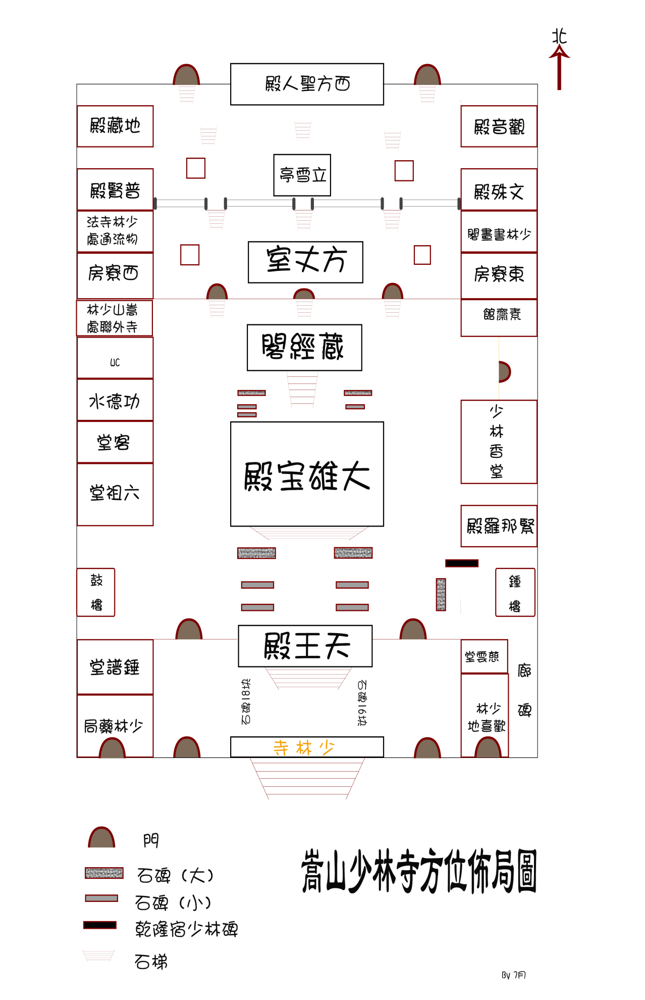 北
西方聖人殿
地藏殿
觀音殿
立雪亭
普賢殿
文殊殿
少林寺法
物流通處
少林書畫閣
方丈室
西寮房
東寮房
嵩山少林
寺外聯處
素齋館
蔵經閣
WC
功德水
少林香堂
客堂
大雄宝殿
六祖堂
緊那羅殿
鼓樓
鍾樓
天王殿
錘譜堂
慈雲堂
廊碑
石碑18块
石碑16块
少林
歡喜地
少林藥局
少林寺
門
石碑（大）
石碑（小）
乾隆宿少林碑
石梯
嵩山少林寺方位佈局圖
By 7月